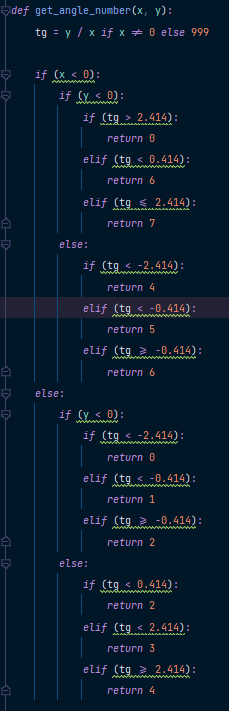 def get_angle_number(x, y):
    tg = y / x if x ≠ 0 else 999

    if (x < 0):
        if (y < 0):
            if (tg > 2.414):
                return 0
            elif (tg < 0.414):
                return 6
            elif (tg ⩽ 2.414):
                return 7
        else:
            if (tg < -2.414):
                return 4
            elif (tg < -0.414):
                return 5
            elif (tg ⩾ -0.414):
                return 6
    else:
        if (y < 0):
            if (tg < -2.414):
                return 0
            elif (tg < -0.414):
                return 1
            elif (tg ⩾ -0.414):
                return 2
        else:
            if (tg < 0.414):
                return 2
            elif (tg < 2.414):
                return 3
            elif (tg ⩾ 2.414):
                return 4